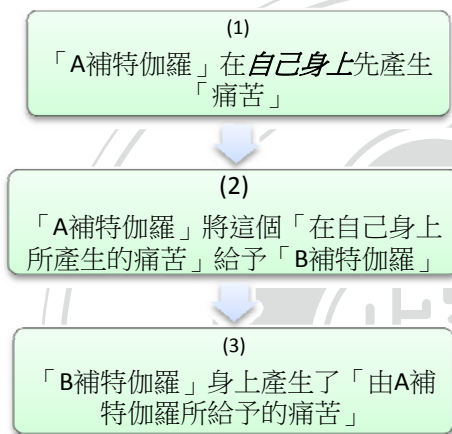 (1)
「A補特伽羅」在自己身上先產生
「痛苦」
(2)
「A補特伽羅」將這個「在自己身上
所產生的痛苦」給予「B補特伽羅」
(3)
「B補特伽羅」身上產生了「由A補
特伽羅所給予的痛苦」